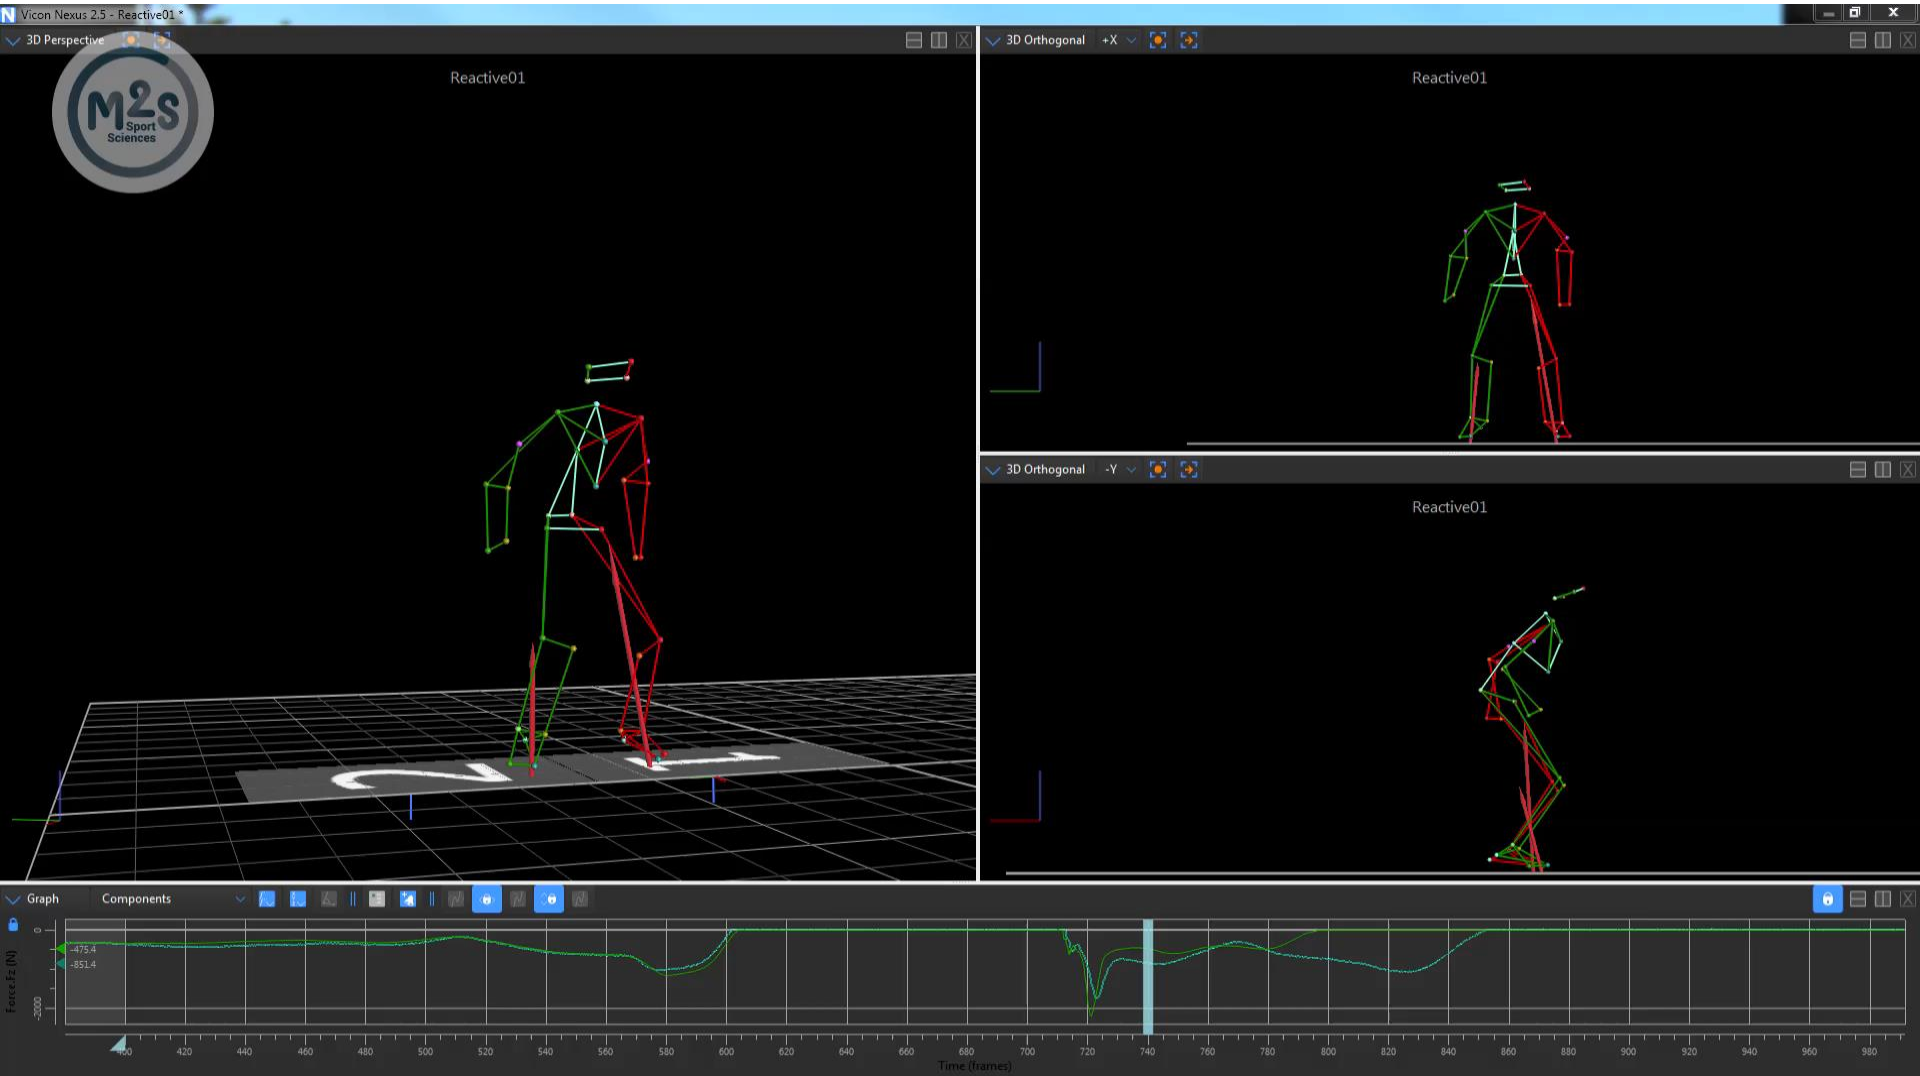 Vicon Nexus 2.5 - Reactive01 *
3D Perspective
Reactive01
M2S
Sport
Sciences
3D Orthogonal +X
Reactive01
3D Orthogonal -Y
Reactive01
2
1
Graph Components
Force.Fz (N)
0
-475.4
-851.4
-2000
400 420 440 460 480 500 520 540 560 580 600 620 640 660 680 700 720 740 760 780 800 820 840 860 880 900 920 940 960 980
Time (frames)